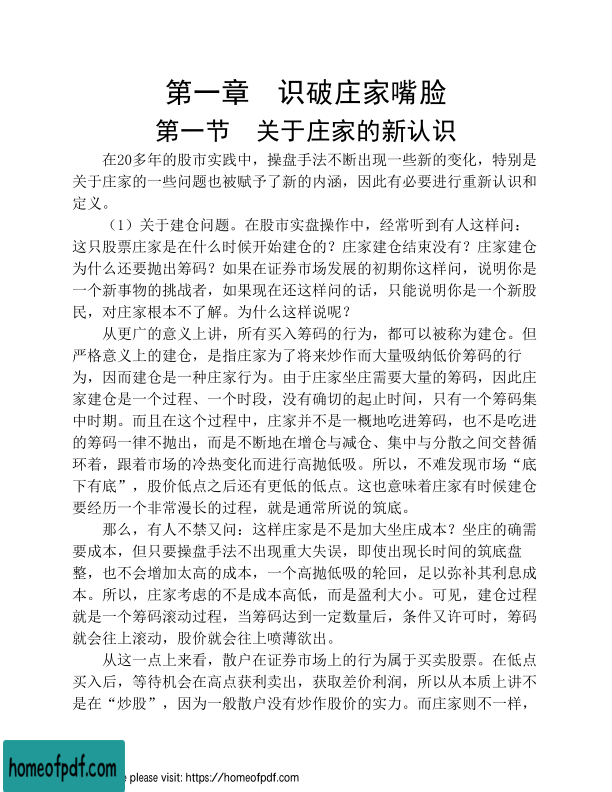 第一章　识破庄家嘴脸
第一节　关于庄家的新认识
在20多年的股市实践中，操盘手法不断出现一些新的变化，特别是
关于庄家的一些问题也被赋予了新的内涵，因此有必要进行重新认识和
定义。
（1）关于建仓问题。在股市实盘操作中，经常听到有人这样问：
这只股票庄家是在什么时候开始建仓的？庄家建仓结束没有？庄家建仓
为什么还要抛出筹码？如果在证券市场发展的初期你这样问，说明你是
一个新事物的挑战者，如果现在还这样问的话，只能说明你是一个新股
民，对庄家根本不了解。为什么这样说呢？
从更广的意义上讲，所有买入筹码的行为，都可以被称为建仓。但
严格意义上的建仓，是指庄家为了将来炒作而大量吸纳低价筹码的行
为，因而建仓是一种庄家行为。由于庄家坐庄需要大量的筹码，因此庄
家建仓是一个过程、一个时段，没有确切的起止时间，只有一个筹码集
中时期。而且在这个过程中，庄家并不是一概地吃进筹码，也不是吃进
的筹码一律不抛出，而是不断地在增仓与减仓、集中与分散之间交替循
环着，跟着市场的冷热变化而进行高抛低吸。所以，不难发现市场“底
下有底”，股价低点之后还有更低的低点。这也意味着庄家有时候建仓
要经历一个非常漫长的过程，就是通常所说的筑底。
那么，有人不禁又问：这样庄家是不是加大坐庄成本？坐庄的确需
要成本，但只要操盘手法不出现重大失误，即使出现长时间的筑底盘
整，也不会增加太高的成本，一个高抛低吸的轮回，足以弥补其利息成
本。所以，庄家考虑的不是成本高低，而是盈利大小。可见，建仓过程
就是一个筹码滚动过程，当筹码达到一定数量后，条件又许可时，筹码
就会往上滚动，股价就会往上喷薄欲出。
从这一点上来看，散户在证券市场上的行为属于买卖股票。在低点
买入后，等待机会在高点获利卖出，获取差价利润，所以从本质上讲不
是在“炒股”，因为一般散户没有炒作股价的实力。而庄家则不一样，
homeofpdf.com
e please visit: https://homeofpdf.com